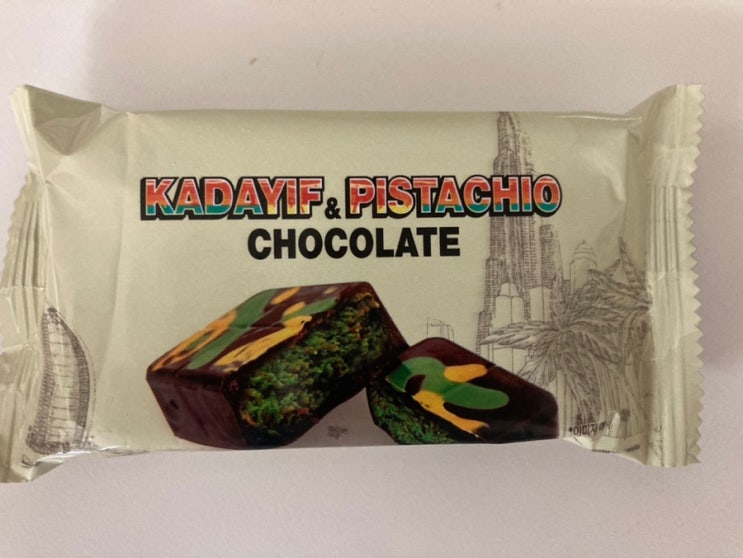 KADAYIF & PISTACHIO
CHOCOLATE